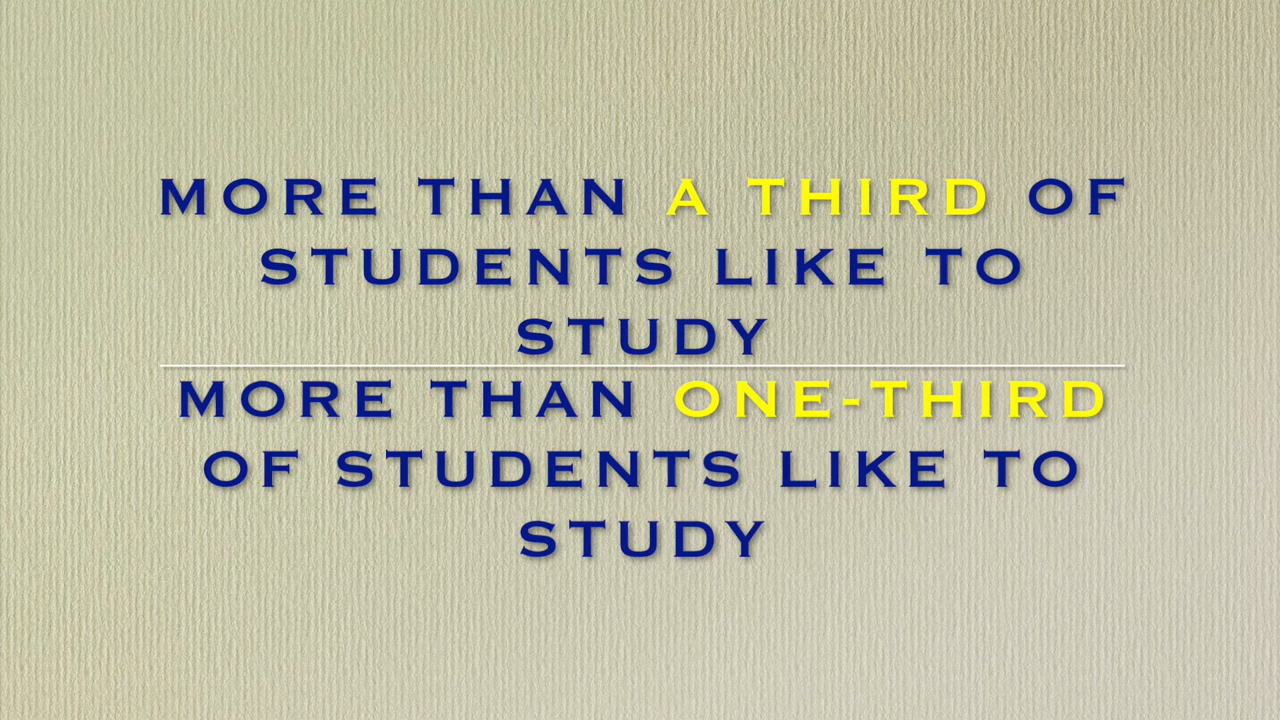 MORE THAN A THIRD OF
STUDENTS LIKE TO
STUDY
MORE THAN ONE-THIRD
OF STUDENTS LIKE TO
STUDY